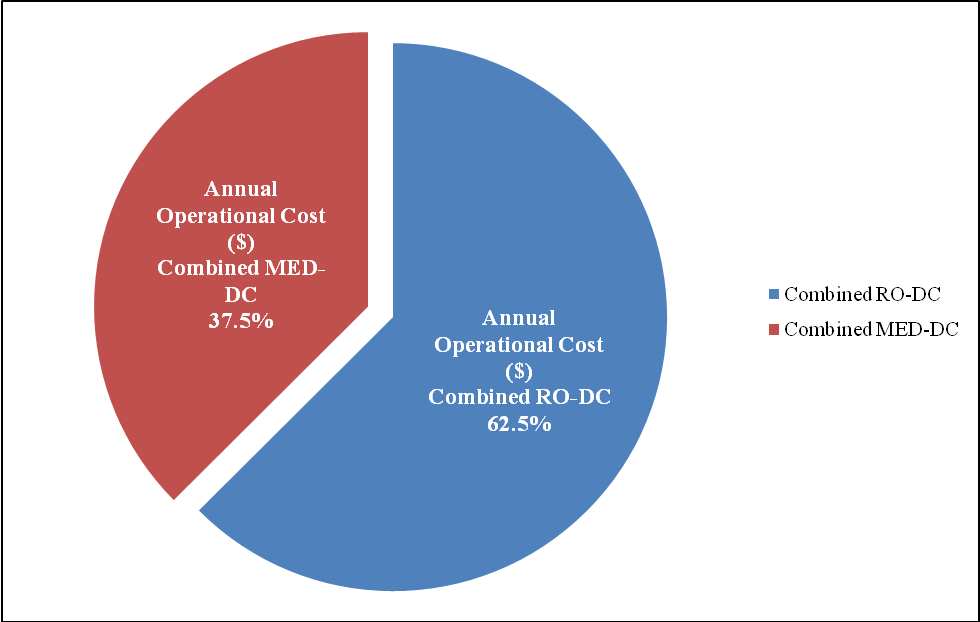 Annual
Operational Cost
($)
Combined MED-
DC
37.5%
Annual
Operational Cost
($)
Combined RO-DC
62.5%
Combined RO-DC
Combined MED-DC